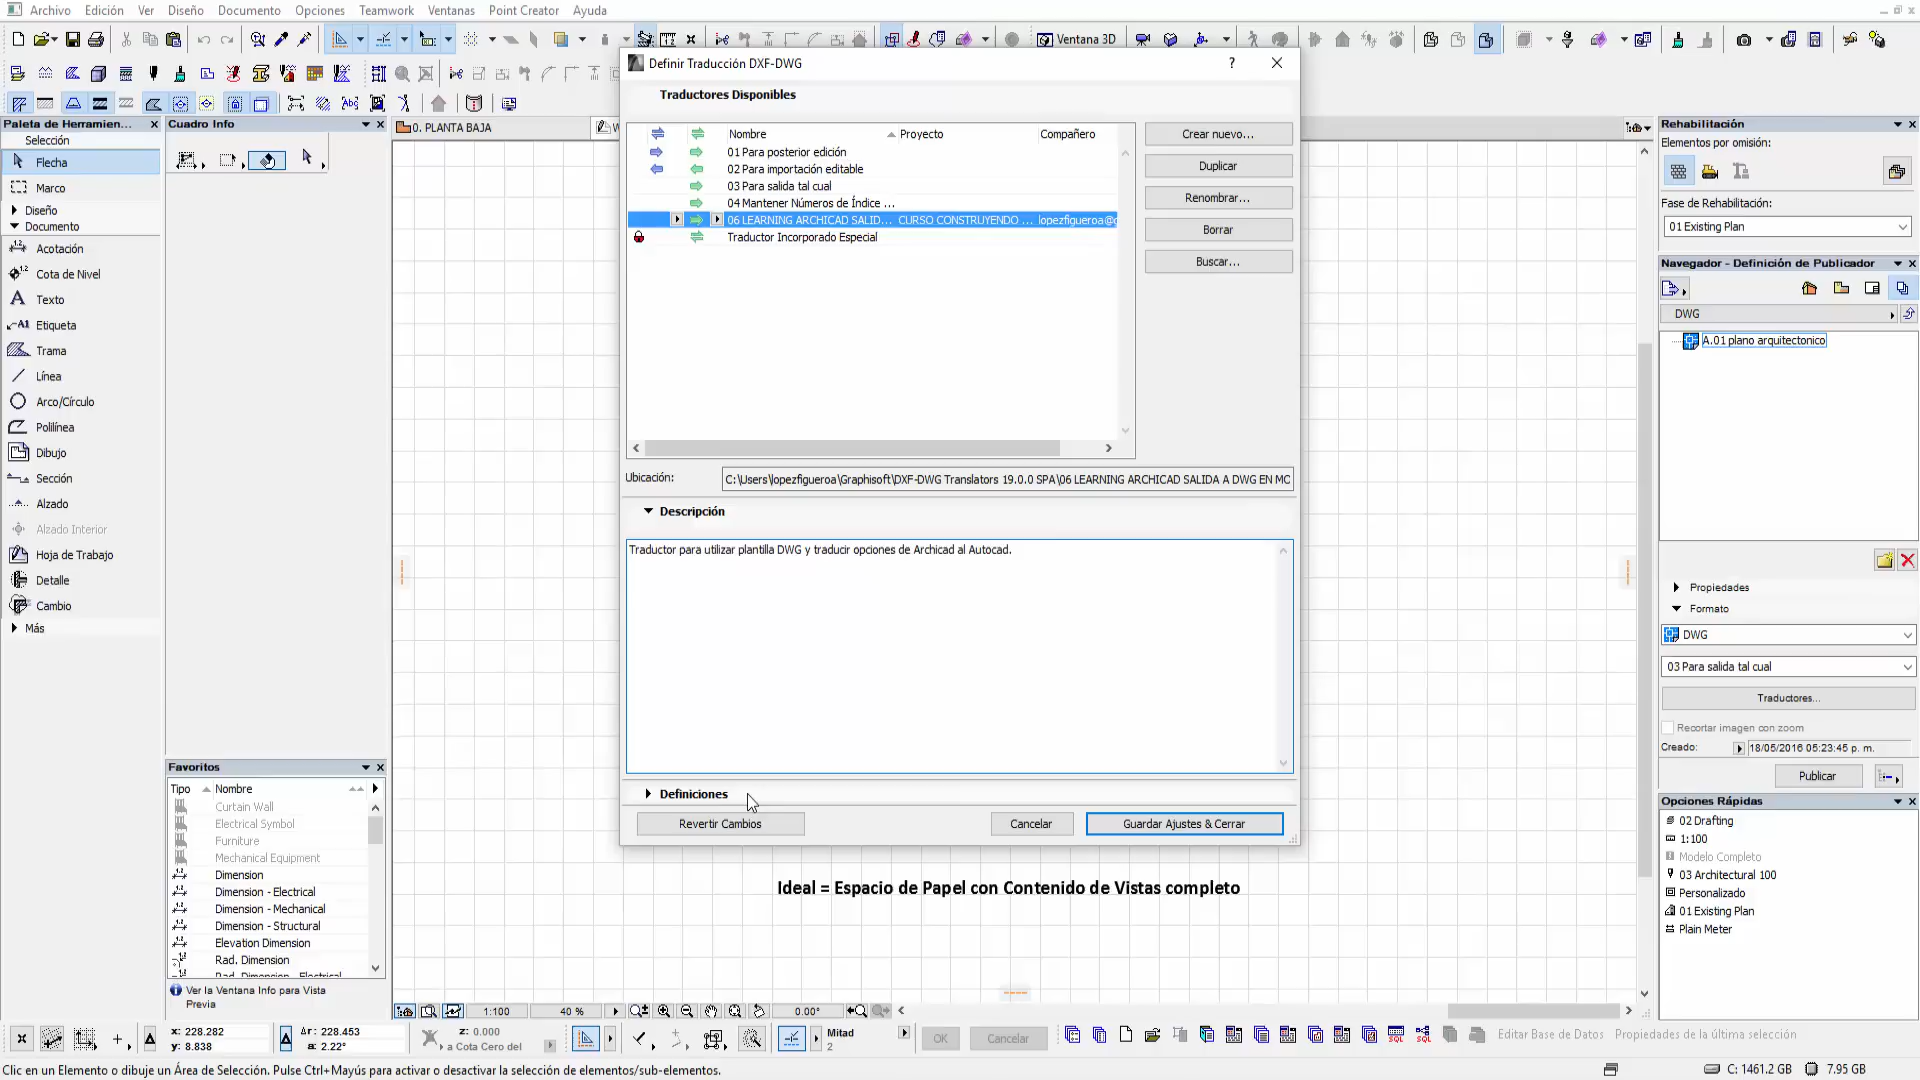 Archivo Edición Ver Diseño Documento Opciones Teamwork Ventanas Point Creator Ayuda
Ventana 3D
Definir Traducción DXF-DWG
?
Traductores Disponibles
Nombre Proyecto Compañero
01 Para posterior edición
02 Para importación editable
03 Para salida tal cual
04 Mantener Números de Índice ...
06 LEARNING ARCHICAD SALID... CURSO CONSTRUYENDO ... lopezfigueroa@
Traductor Incorporado Especial
Crear nuevo...
Duplicar
Renombrar...
Borrar
Buscar...
Ubicación: C:\Users\lopezfigueroa\Graphisoft\DXF-DWG Translators 19.0.0 SPA\06 LEARNING ARCHICAD SALIDA A DWG EN MC
Descripción
Traductor para utilizar plantilla DWG y traducir opciones de Archicad al Autocad.
Definiciones
Revertir Cambios Cancelar Guardar Ajustes & Cerrar
Ideal = Espacio de Papel con Contenido de Vistas completo
Paleta de Herramien...
Selección
Flecha
Marco
Diseño
Documento
Acotación
Cota de Nivel
Texto
Etiqueta
Trama
Línea
Arco/Círculo
Polilínea
Dibujo
Sección
Alzado
Alzado Interior
Hoja de Trabajo
Detalle
Cambio
Más
Cuadro Info
0. PLANTA BAJA
Favoritos
Tipo Nombre
Curtain Wall
Electrical Symbol
Furniture
Mechanical Equipment
Dimension
Dimension - Electrical
Dimension - Mechanical
Dimension - Structural
Elevation Dimension
Rad. Dimension
Rad. Dimension - Electrical
Ver la Ventana Info para Vista
Previa
Rehabilitación
Elementos por omisión:
Fase de Rehabilitación:
01 Existing Plan
Navegador - Definición de Publicador
DWG
A.01 plano arquitectonico
Propiedades
Formato
DWG
03 Para salida tal cual
Traductores...
Recortar imagen con zoom
Creado: 18/05/2016 05:23:45 p. m.
Publicar
Opciones Rápidas
02 Drafting
1:100
Modelo Completo
03 Architectural 100
Personalizado
01 Existing Plan
Plain Meter
1:100 40 % 0.00°
x: 228.282
y: 8.838
Δr: 228.453
a: 2.22°
z: 0.000
a Cota Cero del
Mitad
2
OK
Cancelar
Editar Base de Datos Propiedades de la última selección
Clic en un Elemento o dibuje un Área de Selección. Pulse Ctrl+Mayús para activar o desactivar la selección de elementos/sub-elementos.
C: 1461.2 GB 7.95 GB